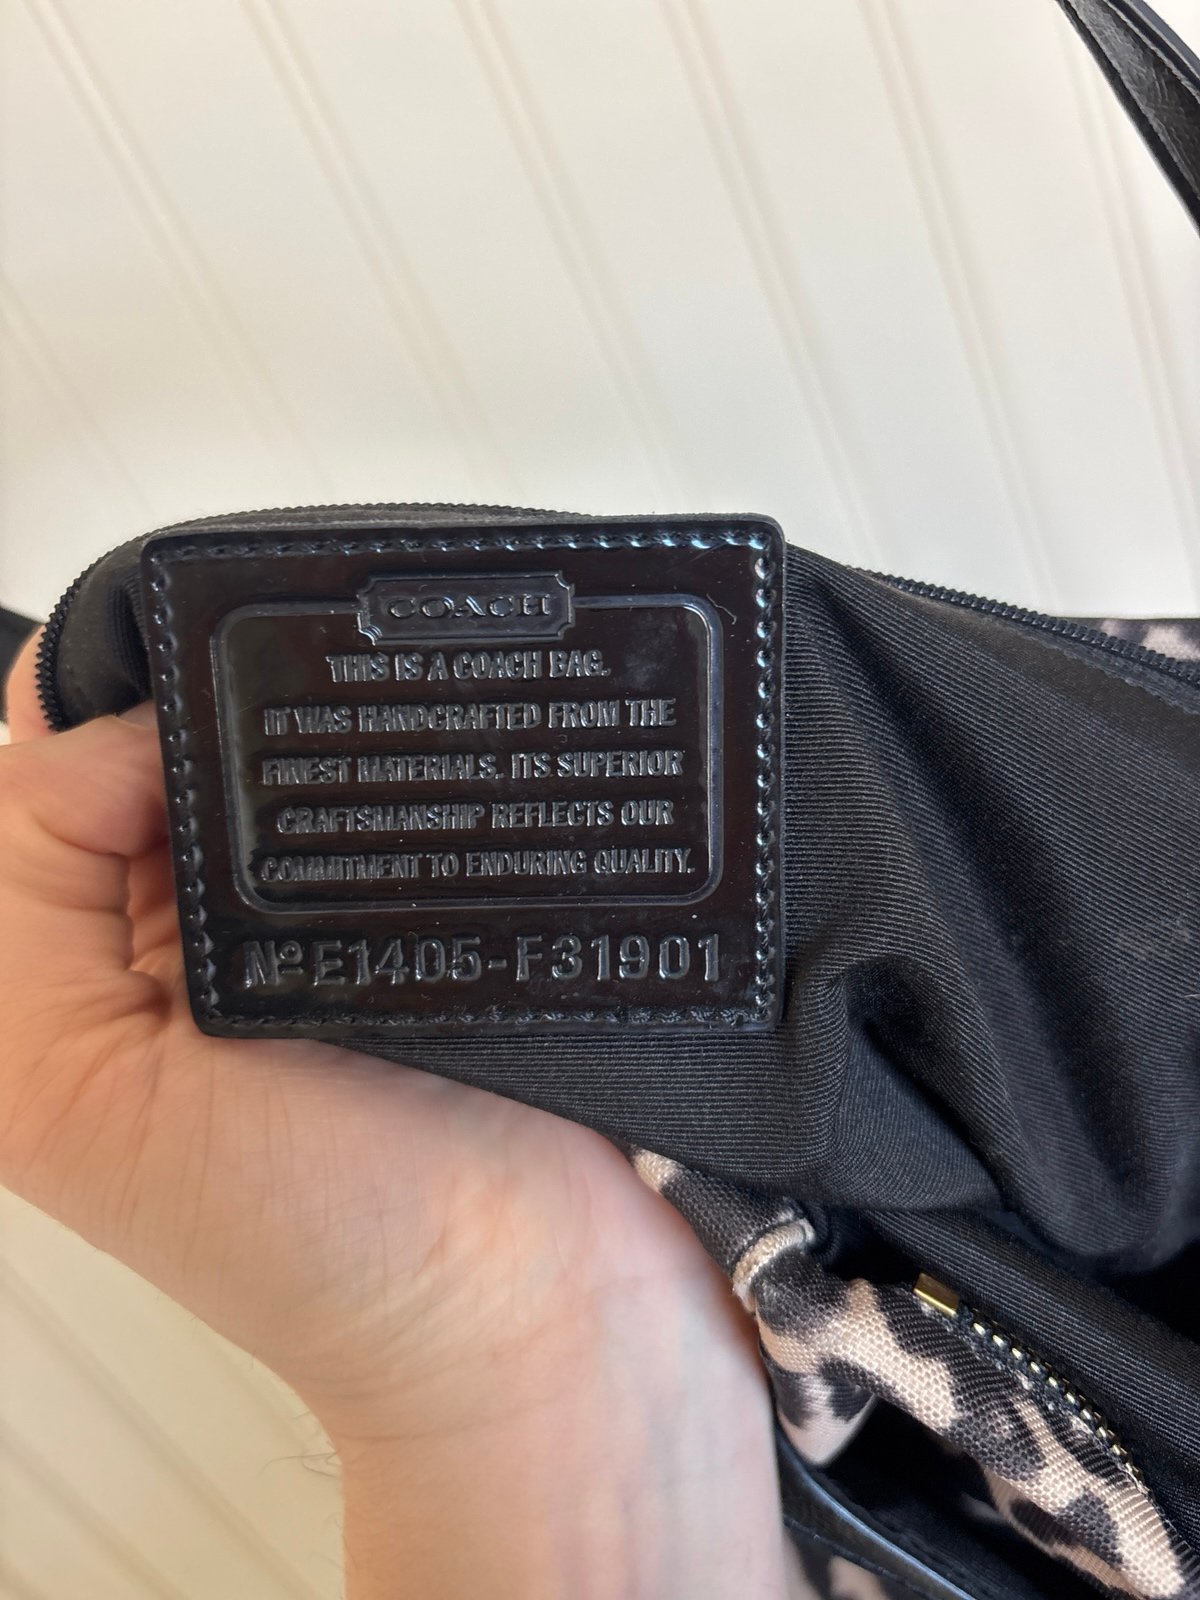 COACH
THIS IS A COACH BAG.
IT WAS HANDCRAFTED FROM THE
FINEST MATERIALS. ITS SUPERIOR
CRAFTSMANSHIP REFLECTS OUR
COMMITMENT TO ENDURING QUALITY.
Nº E1405-F31901